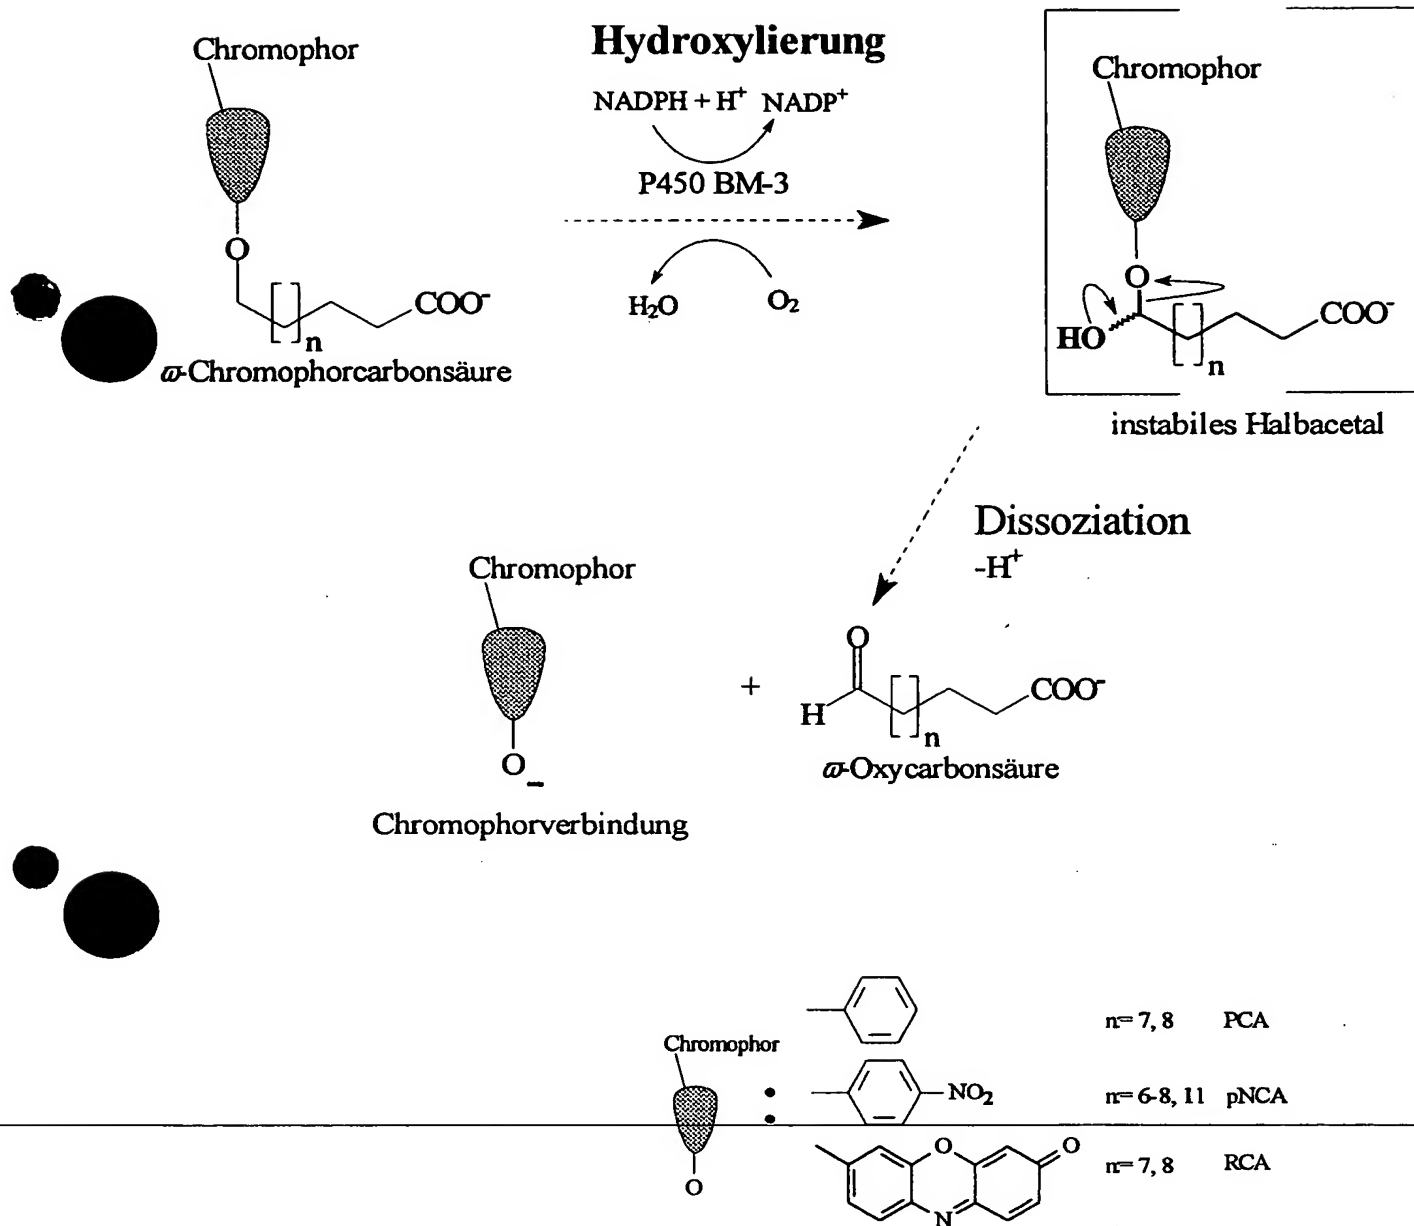 Hydroxylierung
Chromophor
NADPH + H⁺ NADP⁺
Chromophor
P450 BM-3
O
O
H₂O
O₂
COO⁻
n
HO
COO⁻
n
ϖ-Chromophorcarbonsäure
instabiles Halbacetal
Dissoziation
-H⁺
Chromophor
O
+
H
COO⁻
n
O⁻
ϖ-Oxycarbonsäure
Chromophorverbindung
n= 7, 8 PCA
Chromophor
:
NO₂
n= 6-8, 11 pNCA
O
O
O
N
n= 7, 8 RCA